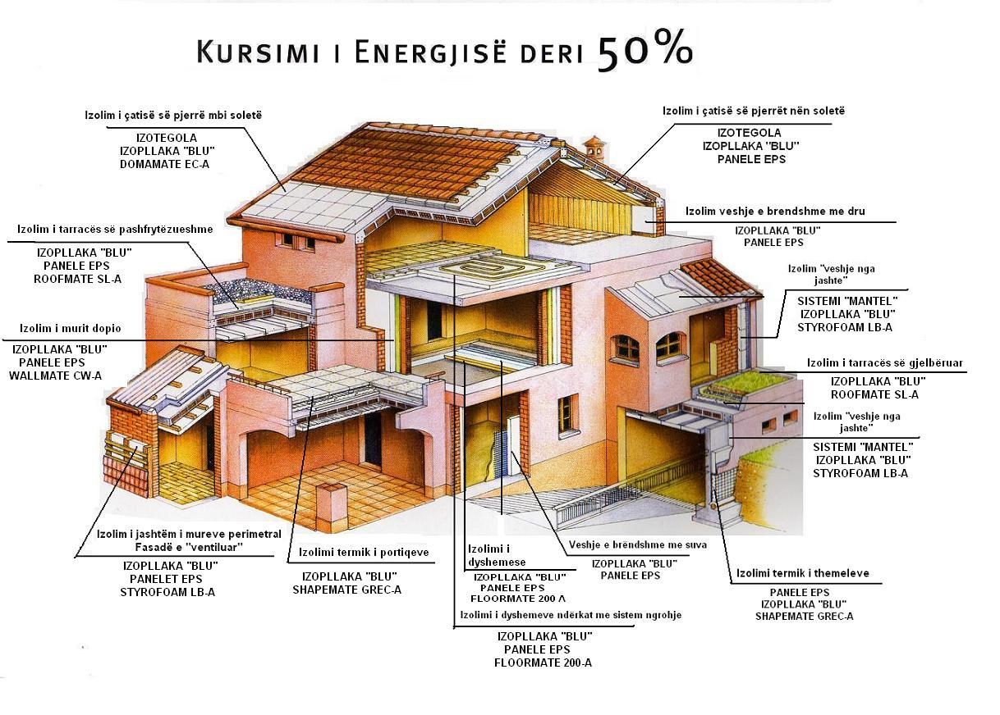 KURSIMI I ENERGJISË DERI 50%
Izolim i çatisë së pjerrë mbi soletë
IZOTEGOLA
IZOPLLAKA "BLU"
DOMAMATE EC-A
Izolim i çatisë së pjerrët nën soletë
IZOTEGOLA
IZOPLLAKA "BLU"
PANELE EPS
Izolim veshje e brendshme me dru
IZOPLLAKA "BLU"
PANELE EPS
Izolim i tarracës së pashfrytëzueshme
IZOPLLAKA "BLU"
PANELE EPS
ROOFMATE SL-A
Izolim "veshje nga
jashte"
SISTEMI "MANTEL"
IZOPLLAKA "BLU"
STYROFOAM LB-A
Izolim i murit dopio
IZOPLLAKA "BLU"
PANELE EPS
WALLMATE CW-A
Izolim i tarracës së gjelbëruar
IZOPLLAKA "BLU"
ROOFMATE SL-A
Izolim "veshje nga
jashte"
SISTEMI "MANTEL"
IZOPLLAKA "BLU"
STYROFOAM LB-A
Izolim i jashtëm i mureve perimetral
Fasadë e "ventiluar"
IZOPLLAKA "BLU"
PANELET EPS
STYROFOAM LB-A
Izolimi termik i portiqeve
IZOPLLAKA "BLU"
SHAPEMATE GREC-A
Izolimi i
dyshemese
IZOPLLAKA "BLU"
PANELE EPS
FLOORMATE 200 A
Veshje e brëndshme me suva
IZOPLLAKA "BLU"
PANELE EPS
Izolimi termik i themeleve
PANELE EPS
IZOPLLAKA "BLU"
SHAPEMATE GREC-A
Izolimi i dyshemeve ndërkat me sistem ngrohje
IZOPLLAKA "BLU"
PANELE EPS
FLOORMATE 200-A